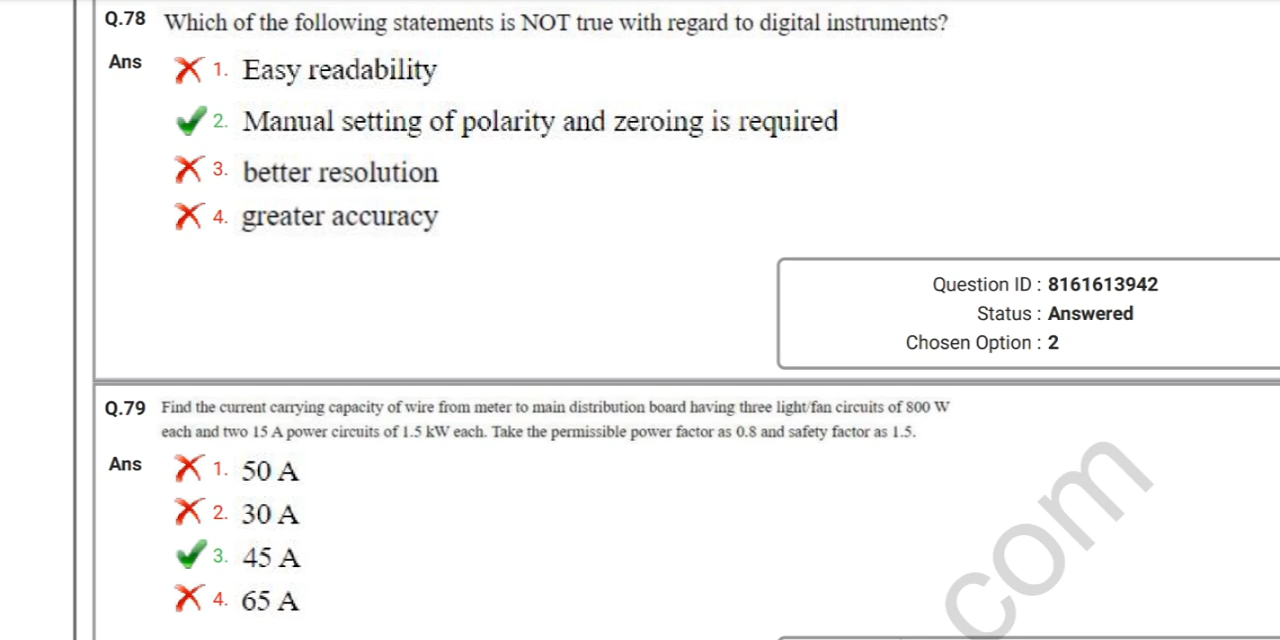 Q.78 Which of the following statements is NOT true with regard to digital instruments?
Ans 1. Easy readability
2. Manual setting of polarity and zeroing is required
3. better resolution
4. greater accuracy
Question ID : 8161613942
Status : Answered
Chosen Option : 2
Q.79 Find the current carrying capacity of wire from meter to main distribution board having three light/fan circuits of 800 W
each and two 15 A power circuits of 1.5 kW each. Take the permissible power factor as 0.8 and safety factor as 1.5.
Ans 1. 50 A
2. 30 A
3. 45 A
4. 65 A
com